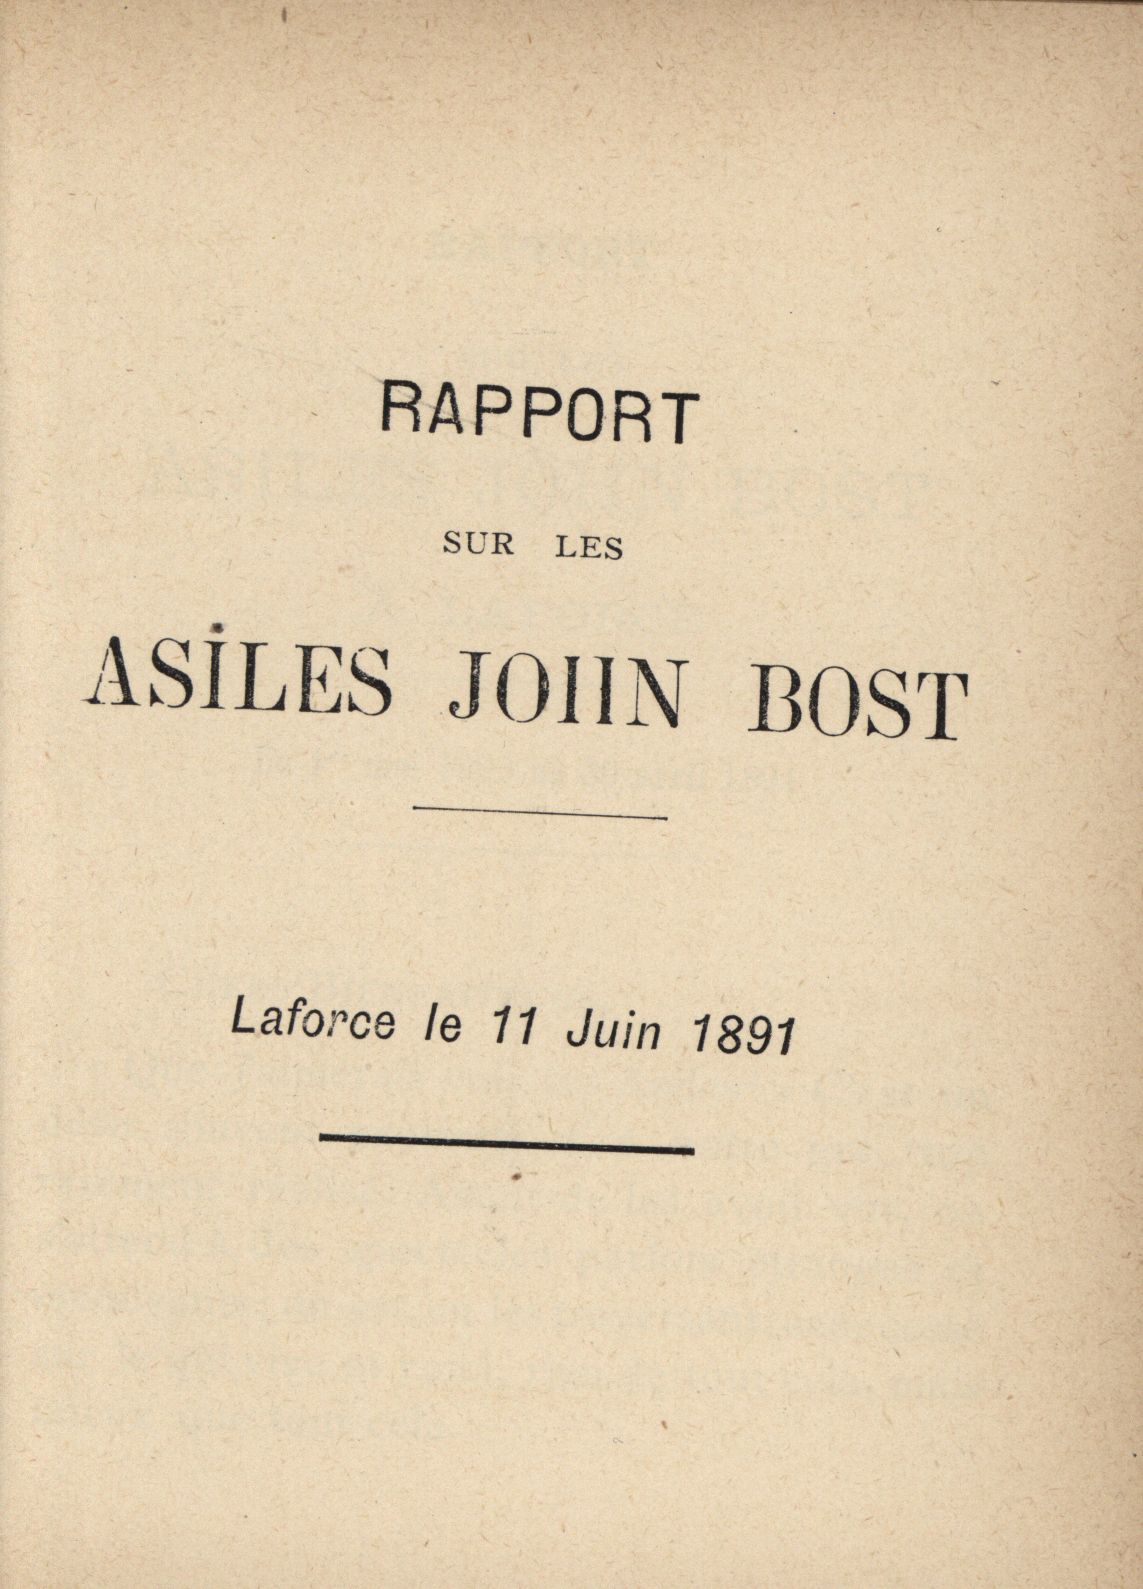 RAPPORT
SUR LES
ASILES JOHN BOST
Laforce le 11 Juin 1891